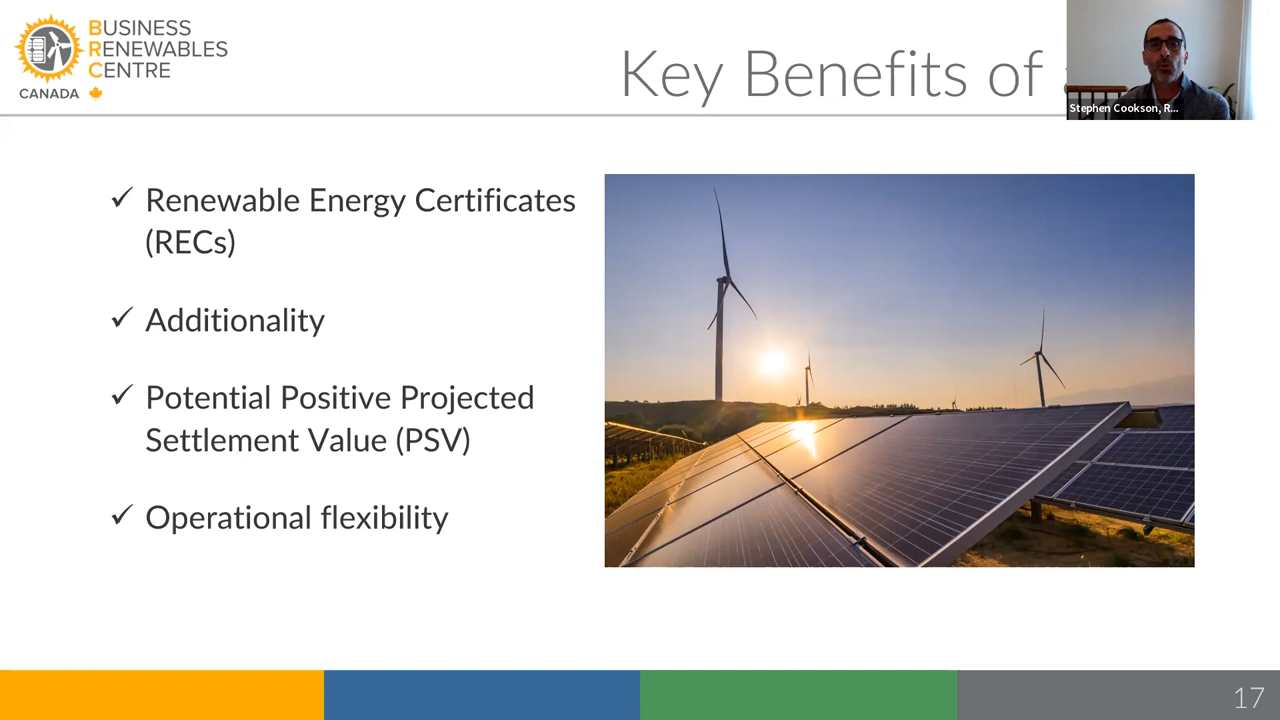 BUSINESS
RENEWABLES
CENTRE
CANADA
Key Benefits of
Stephen Cookson, R...
✓ Renewable Energy Certificates
(RECs)
✓ Additionality
✓ Potential Positive Projected
Settlement Value (PSV)
✓ Operational flexibility
17